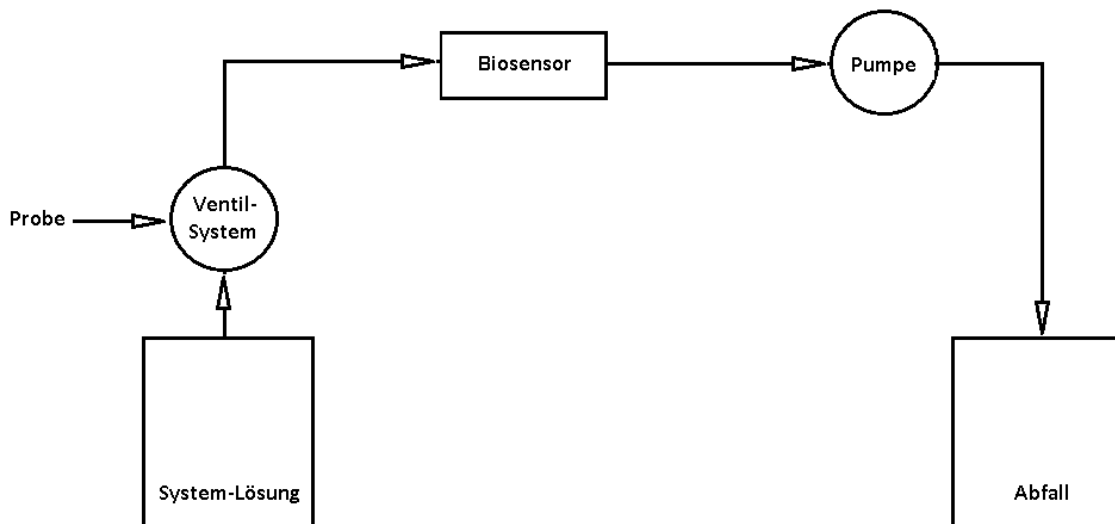 Biosensor
Pumpe
Probe
Ventil-
System
System-Lösung
Abfall